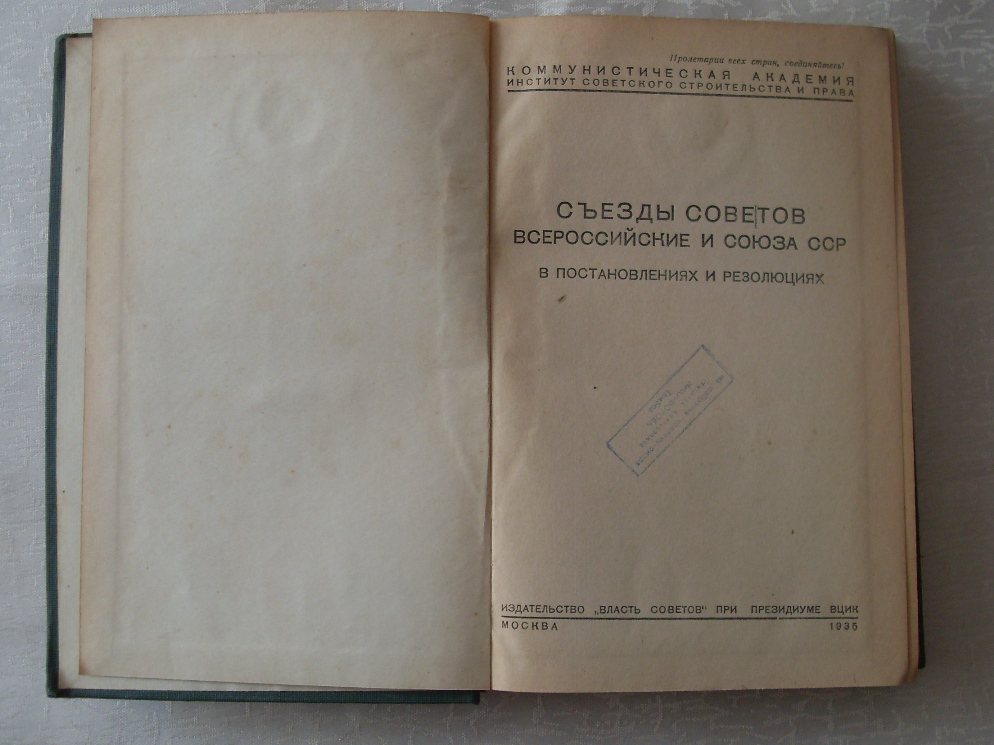 Пролетарии всех стран, соединяйтесь!
КОММУНИСТИЧЕСКАЯ АКАДЕМИЯ
ИНСТИТУТ СОВЕТСКОГО СТРОИТЕЛЬСТВА И ПРАВА
СЪЕЗДЫ СОВЕТОВ
ВСЕРОССИЙСКИЕ И СОЮЗА ССР
В ПОСТАНОВЛЕНИЯХ И РЕЗОЛЮЦИЯХ
ИЗДАТЕЛЬСТВО „ВЛАСТЬ СОВЕТОВ" ПРИ ПРЕЗИДИУМЕ ВЦИК
МОСКВА 1935